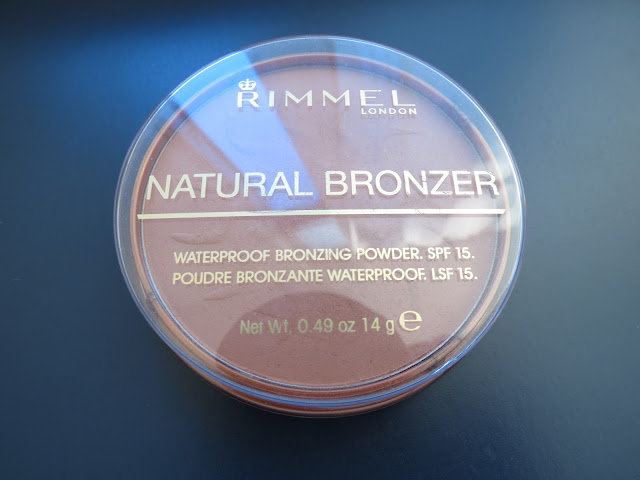 RIMMEL
LONDON
NATURAL BRONZER
WATERPROOF BRONZING POWDER. SPF 15.
POUDRE BRONZANTE WATERPROOF. LSF 15.
Net Wt. 0.49 oz 14 g ℮